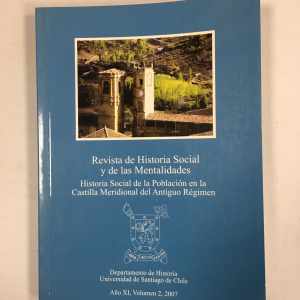 Revista de Historia Social
y de las Mentalidades
Historia Social de la Población en la
Castilla Meridional del Antiguo Régimen
Departamento de Historia
Universidad de Santiago de Chile
Año XI, Volumen 2, 2007